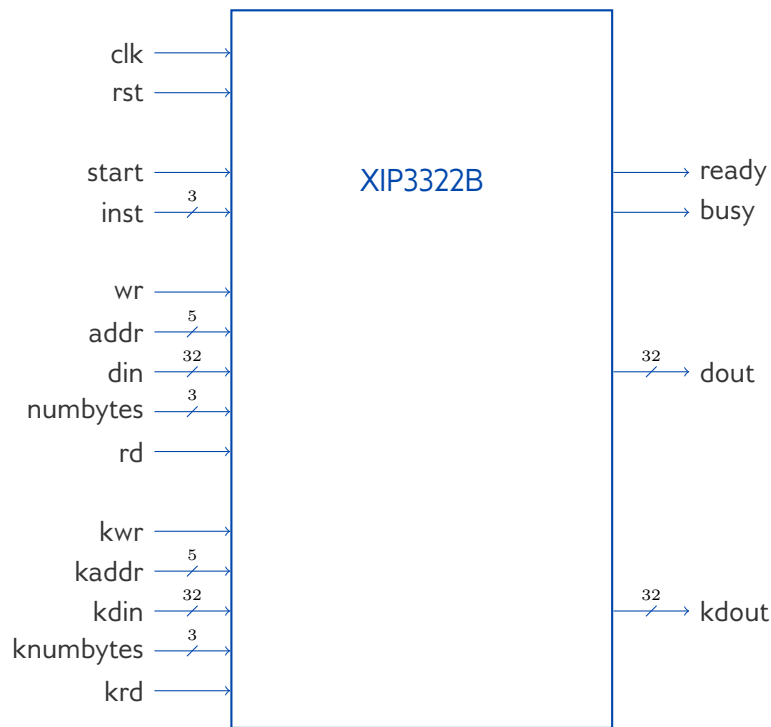 clk
rst
start
XIP3322B
ready
inst
3
busy
wr
addr
5
din
32
32
dout
numbytes
3
rd
kwr
kaddr
5
kdin
32
32
kdout
knumbytes
3
krd